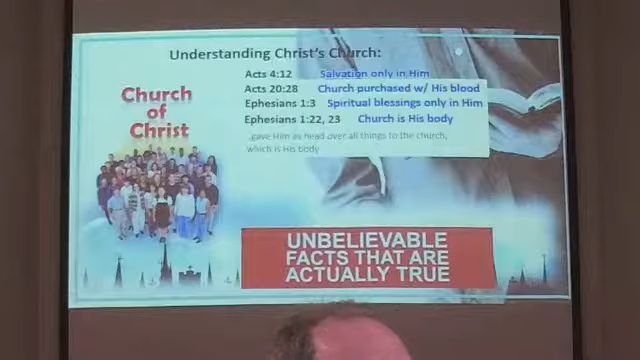 Understanding Christ's Church:
Acts 4:12 Salvation only in Him
Acts 20:28 Church purchased w/ His blood
Ephesians 1:3 Spiritual blessings only in Him
Ephesians 1:22, 23 Church is His body
..gave Him as head over all things to the church,
which is His body
Church
of
Christ
UNBELIEVABLE
FACTS THAT ARE
ACTUALLY TRUE